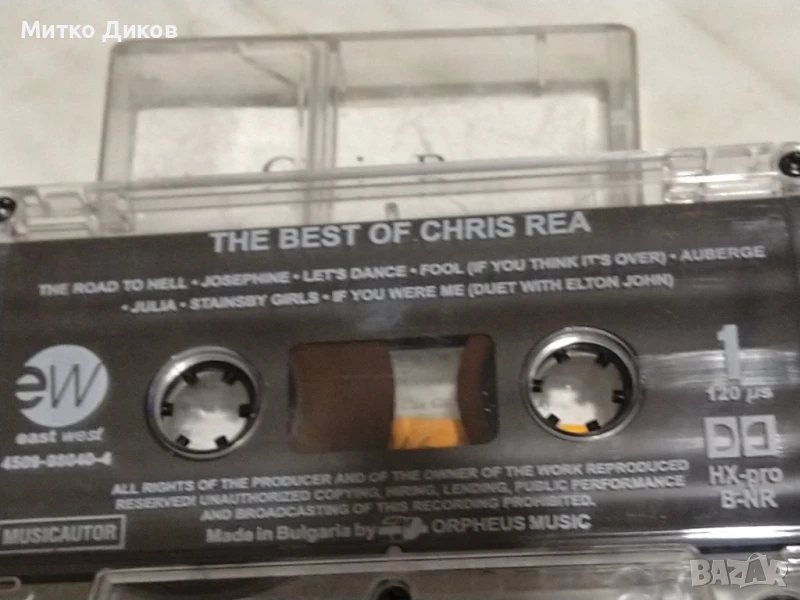 Митко Диков
THE BEST OF CHRIS REA
THE ROAD TO HELL • JOSEPHINE • LET'S DANCE • FOOL (IF YOU THINK IT'S OVER) • AUBERGE
• JULIA • STAINSBY GIRLS • IF YOU WERE ME (DUET WITH ELTON JOHN)
ew
east west
1
120 µs
HX-pro
B-NR
ALL RIGHTS OF THE PRODUCER AND OF THE OWNER OF THE WORK REPRODUCED
RESERVED! UNAUTHORIZED COPYING, HIRING, LENDING, PUBLIC PERFORMANCE
AND BROADCASTING OF THIS RECORDING PROHIBITED.
MUSICAUTOR
Made in Bulgaria by ORPHEUS MUSIC
BAZAR